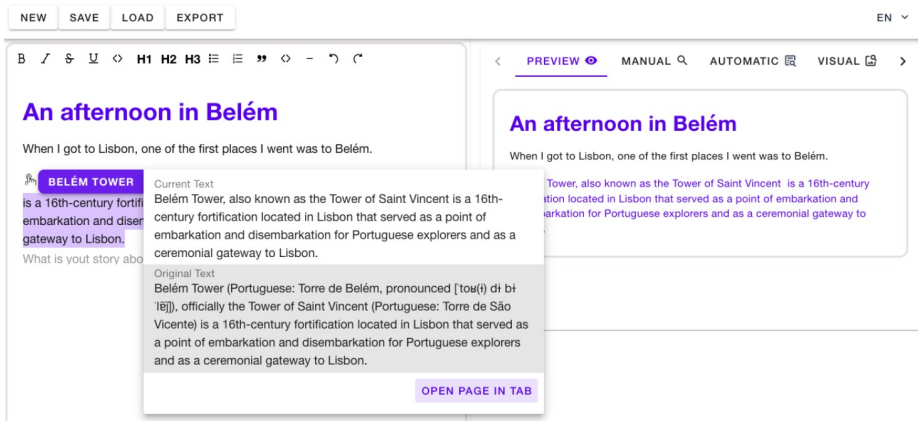 NEW SAVE LOAD EXPORT EN
B I S U <> H1 H2 H3
PREVIEW MANUAL AUTOMATIC VISUAL
An afternoon in Belém
When I got to Lisbon, one of the first places I went was to Belém.
BELÉM TOWER
is a 16th-century fortifi
embarkation and disem
gateway to Lisbon.
What is yout story abo
Current Text
Belém Tower, also known as the Tower of Saint Vincent is a 16th-
century fortification located in Lisbon that served as a point of
embarkation and disembarkation for Portuguese explorers and as a
ceremonial gateway to Lisbon.
Original Text
Belém Tower (Portuguese: Torre de Belém, pronounced [ˈtoʁ(ɨ) dɨ bɨ
ˈlɐ̃j̃]), officially the Tower of Saint Vincent (Portuguese: Torre de São
Vicente) is a 16th-century fortification located in Lisbon that served as
a point of embarkation and disembarkation for Portuguese explorers
and as a ceremonial gateway to Lisbon.
OPEN PAGE IN TAB
An afternoon in Belém
When I got to Lisbon, one of the first places I went was to Belém.
Tower, also known as the Tower of Saint Vincent is a 16th-century
tion located in Lisbon that served as a point of embarkation and
arkation for Portuguese explorers and as a ceremonial gateway to